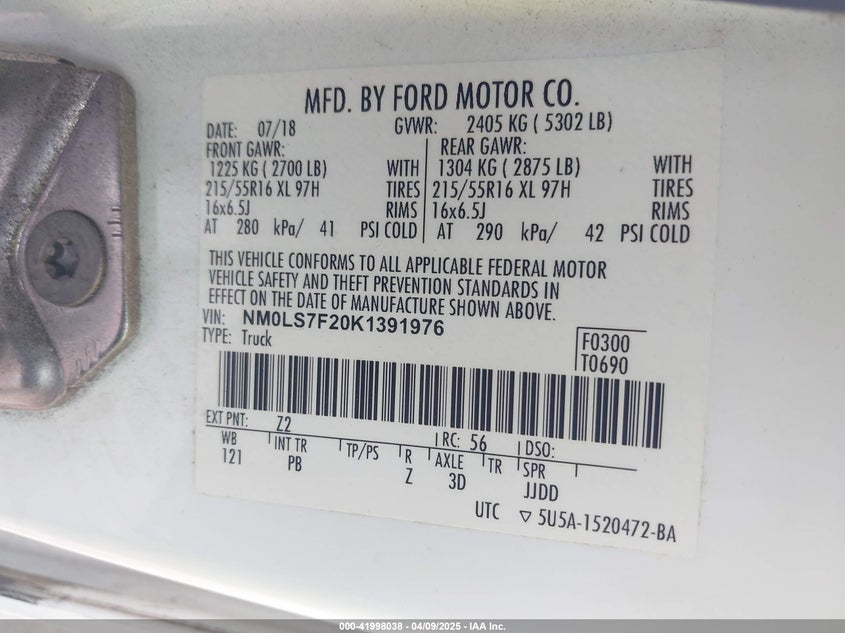 MFD. BY FORD MOTOR CO.
DATE: 07/18 GVWR: 2405 KG ( 5302 LB)
FRONT GAWR: REAR GAWR:
1225 KG ( 2700 LB) WITH 1304 KG ( 2875 LB) WITH
215/55R16 XL 97H TIRES 215/55R16 XL 97H TIRES
16x6.5J RIMS 16x6.5J RIMS
AT 280 kPa/ 41 PSI COLD AT 290 kPa/ 42 PSI COLD
THIS VEHICLE CONFORMS TO ALL APPLICABLE FEDERAL MOTOR
VEHICLE SAFETY AND THEFT PREVENTION STANDARDS IN
EFFECT ON THE DATE OF MANUFACTURE SHOWN ABOVE.
VIN: NM0LS7F20K1391976
TYPE: Truck
F0300
T0690
EXT PNT: Z2 RC: 56 DSO:
WB INT TR TP/PS R AXLE TR SPR
121 PB Z 3D JJDD
UTC ▽ 5U5A-1520472-BA
000-41998038 - 04/09/2025 - IAA Inc.